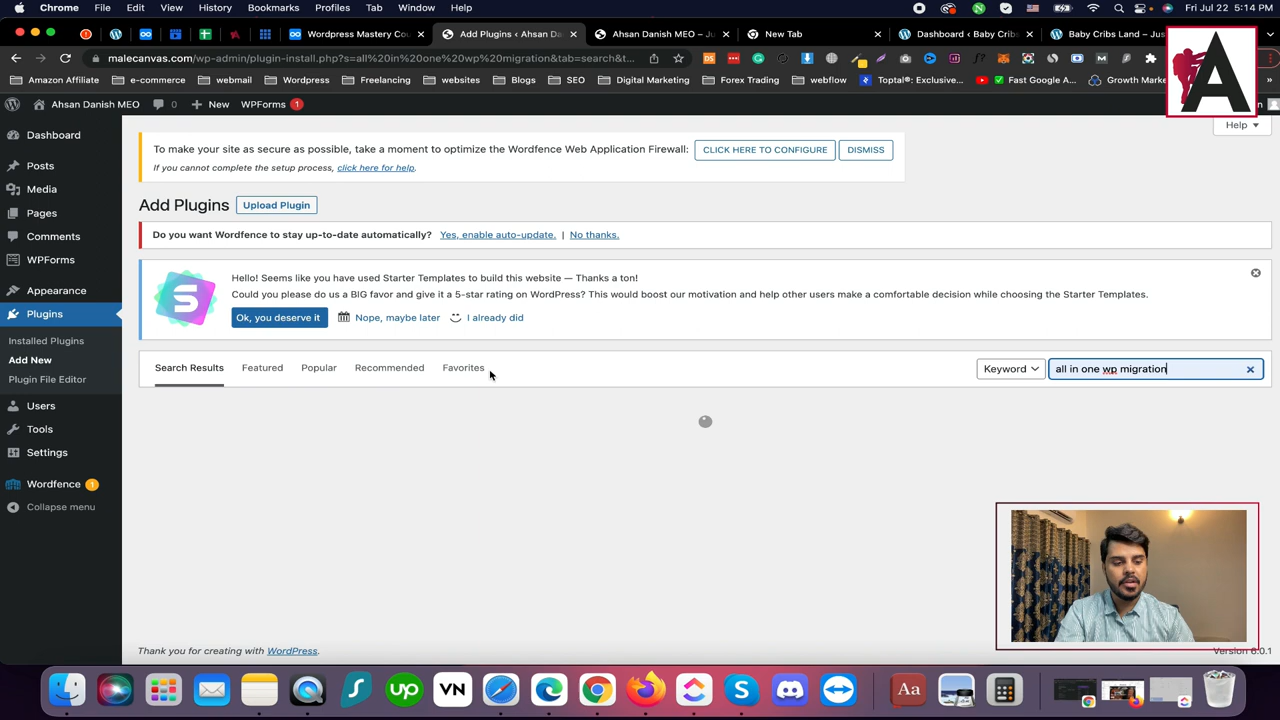 Chrome File Edit View History Bookmarks Profiles Tab Window Help Fri Jul 22 5:14 PM
Wordpress Mastery Cou Add Plugins ‹ Ahsan Da Ahsan Danish MEO – Ju New Tab Dashboard ‹ Baby Cribs Baby Cribs Land – Jus
malecanvas.com/wp-admin/plugin-install.php?s=all%20in%20one%20wp%20migration&tab=search&t...
Amazon Affiliate e-commerce webmail Wordpress Freelancing websites Blogs SEO Digital Marketing Forex Trading webflow Toptal®: Exclusive... Fast Google A... Growth Marke
A
Ahsan Danish MEO 0 New WPForms 1
Help
Dashboard
Posts
Media
Pages
Comments
WPForms
Appearance
Plugins
Installed Plugins
Add New
Plugin File Editor
Users
Tools
Settings
Wordfence 1
Collapse menu
To make your site as secure as possible, take a moment to optimize the Wordfence Web Application Firewall: CLICK HERE TO CONFIGURE DISMISS
If you cannot complete the setup process, click here for help.
Add Plugins Upload Plugin
Do you want Wordfence to stay up-to-date automatically? Yes, enable auto-update. | No thanks.
Hello! Seems like you have used Starter Templates to build this website — Thanks a ton!
Could you please do us a BIG favor and give it a 5-star rating on WordPress? This would boost our motivation and help other users make a comfortable decision while choosing the Starter Templates.
Ok, you deserve it Nope, maybe later I already did
Search Results Featured Popular Recommended Favorites Keyword all in one wp migration
Thank you for creating with WordPress.
Version 6.0.1
up VN Aa